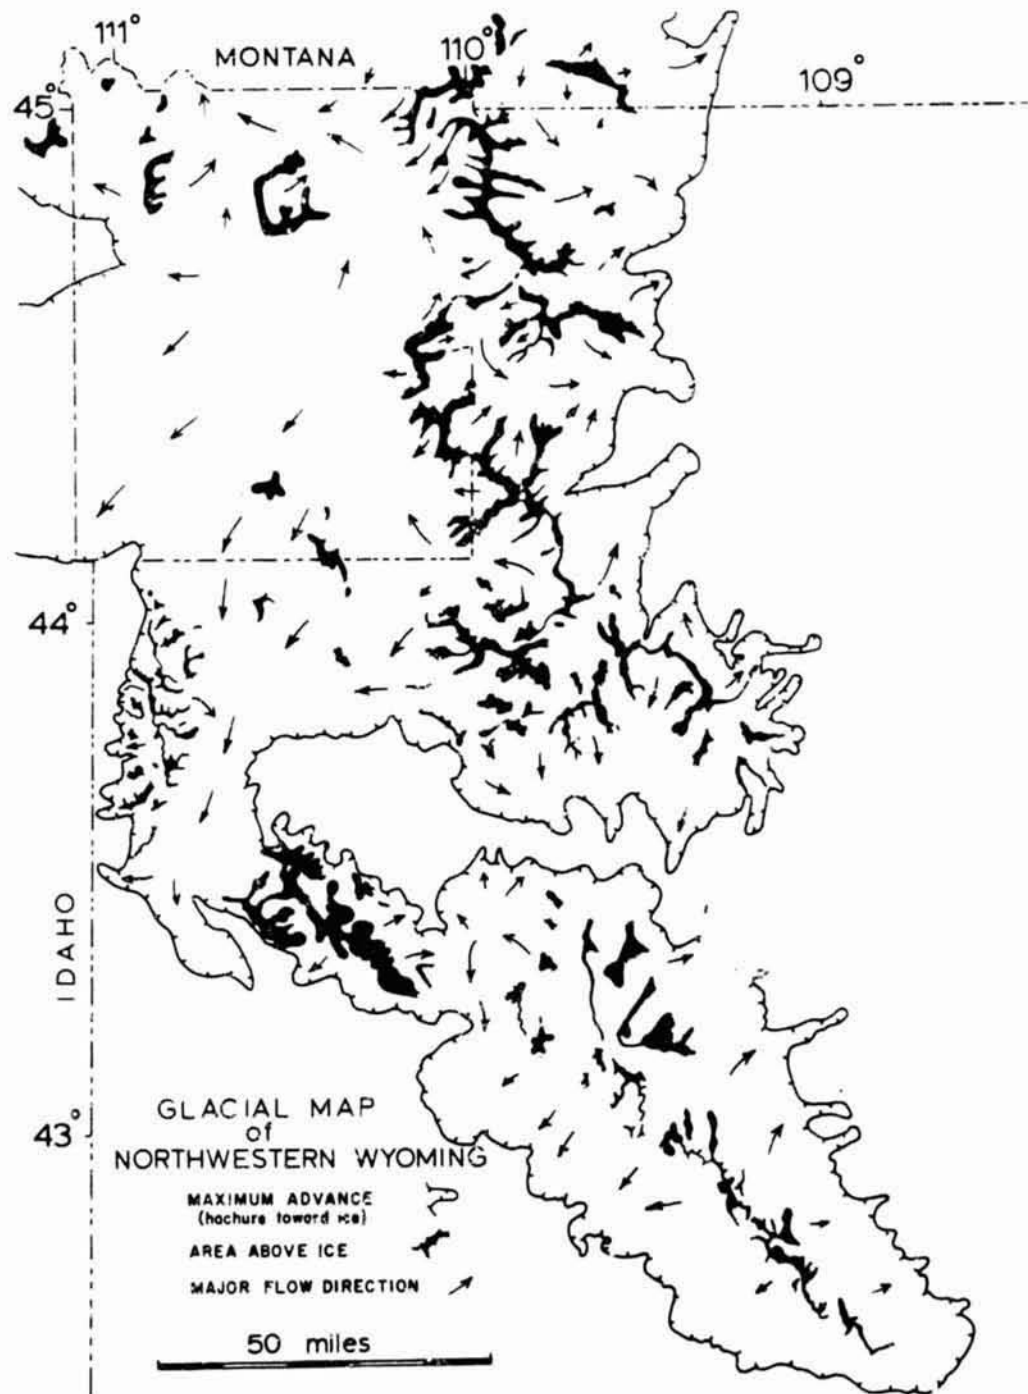 111°
110°
MONTANA
109°
45°
44°
IDAHO
43°
GLACIAL MAP
of
NORTHWESTERN WYOMING
MAXIMUM ADVANCE
(hachure toward ice)
AREA ABOVE ICE
MAJOR FLOW DIRECTION
50 miles